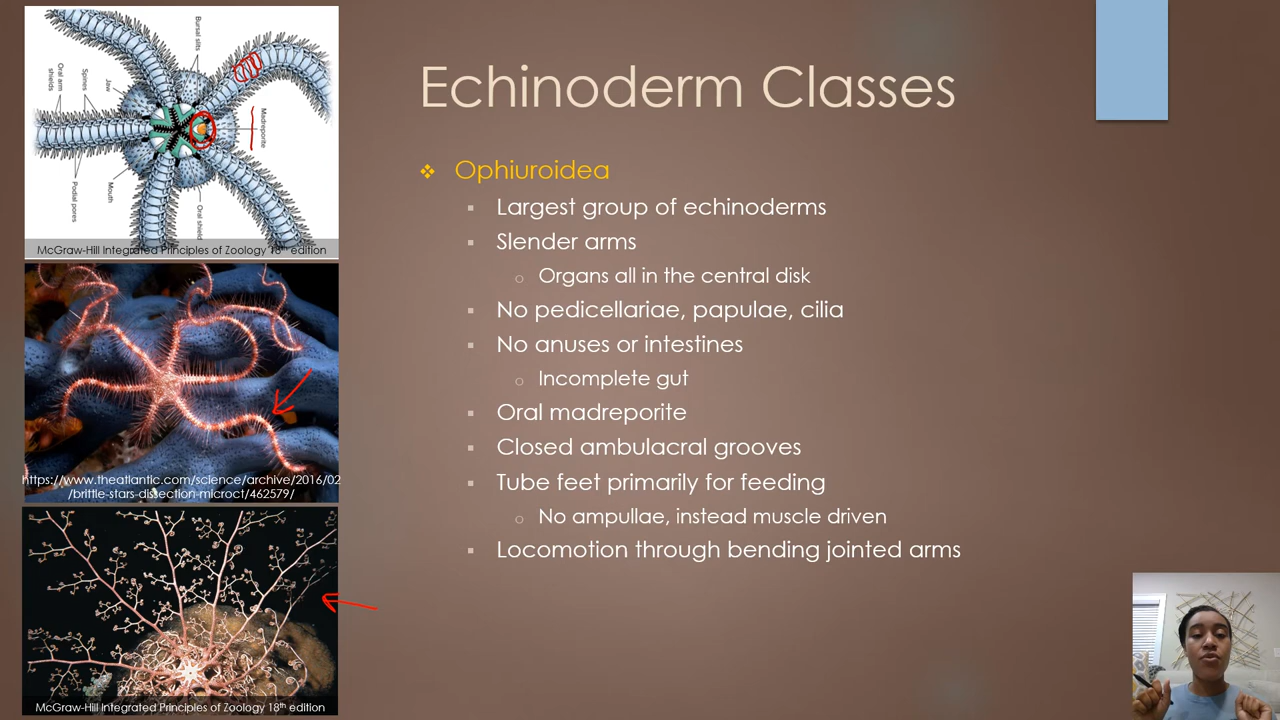 Echinoderm Classes
Ophiuroidea
Largest group of echinoderms
Slender arms
Organs all in the central disk
No pedicellariae, papulae, cilia
No anuses or intestines
Incomplete gut
Oral madreporite
Closed ambulacral grooves
Tube feet primarily for feeding
No ampullae, instead muscle driven
Locomotion through bending jointed arms
Bursal slits
Oral arm
shields
Spines
Jaw
Madreporite
Podial pores
Mouth
Oral shield
McGraw-Hill Integrated Principles of Zoology 18th edition
https://www.theatlantic.com/science/archive/2016/02
/brittle-stars-dissection-microct/462579/
McGraw-Hill Integrated Principles of Zoology 18th edition